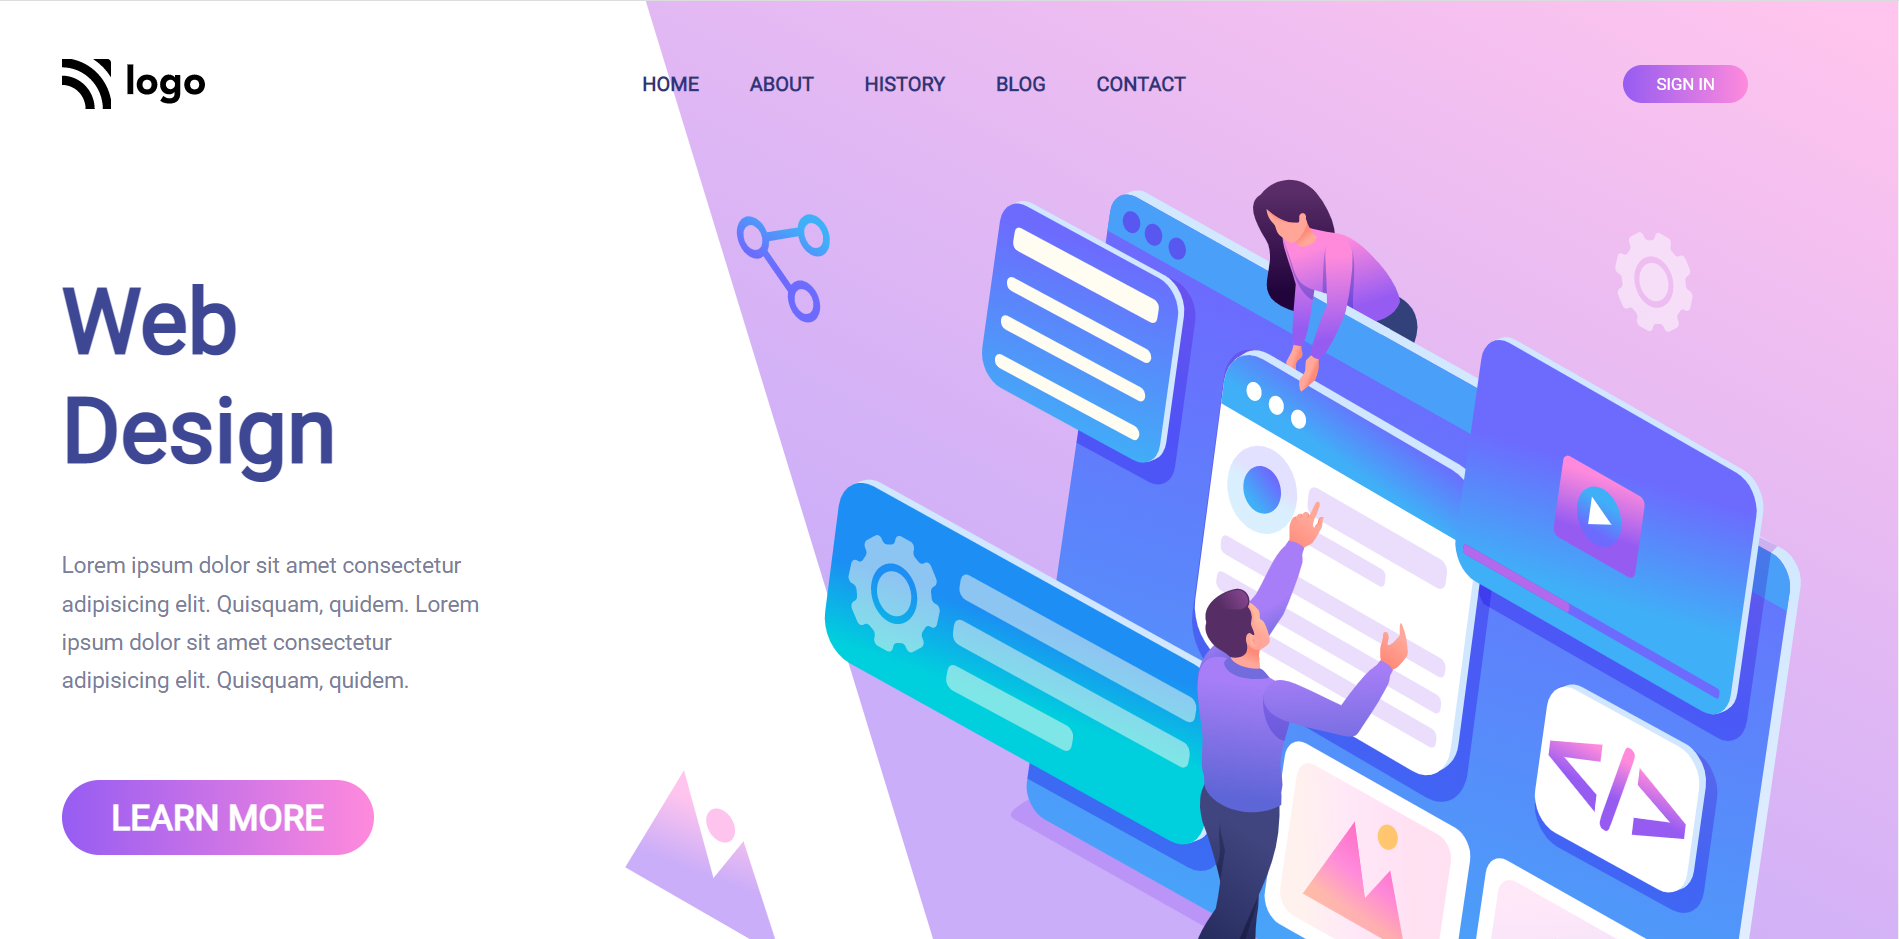 logo
HOME ABOUT HISTORY BLOG CONTACT
SIGN IN
Web
Design
Lorem ipsum dolor sit amet consectetur
adipisicing elit. Quisquam, quidem. Lorem
ipsum dolor sit amet consectetur
adipisicing elit. Quisquam, quidem.
LEARN MORE
</>